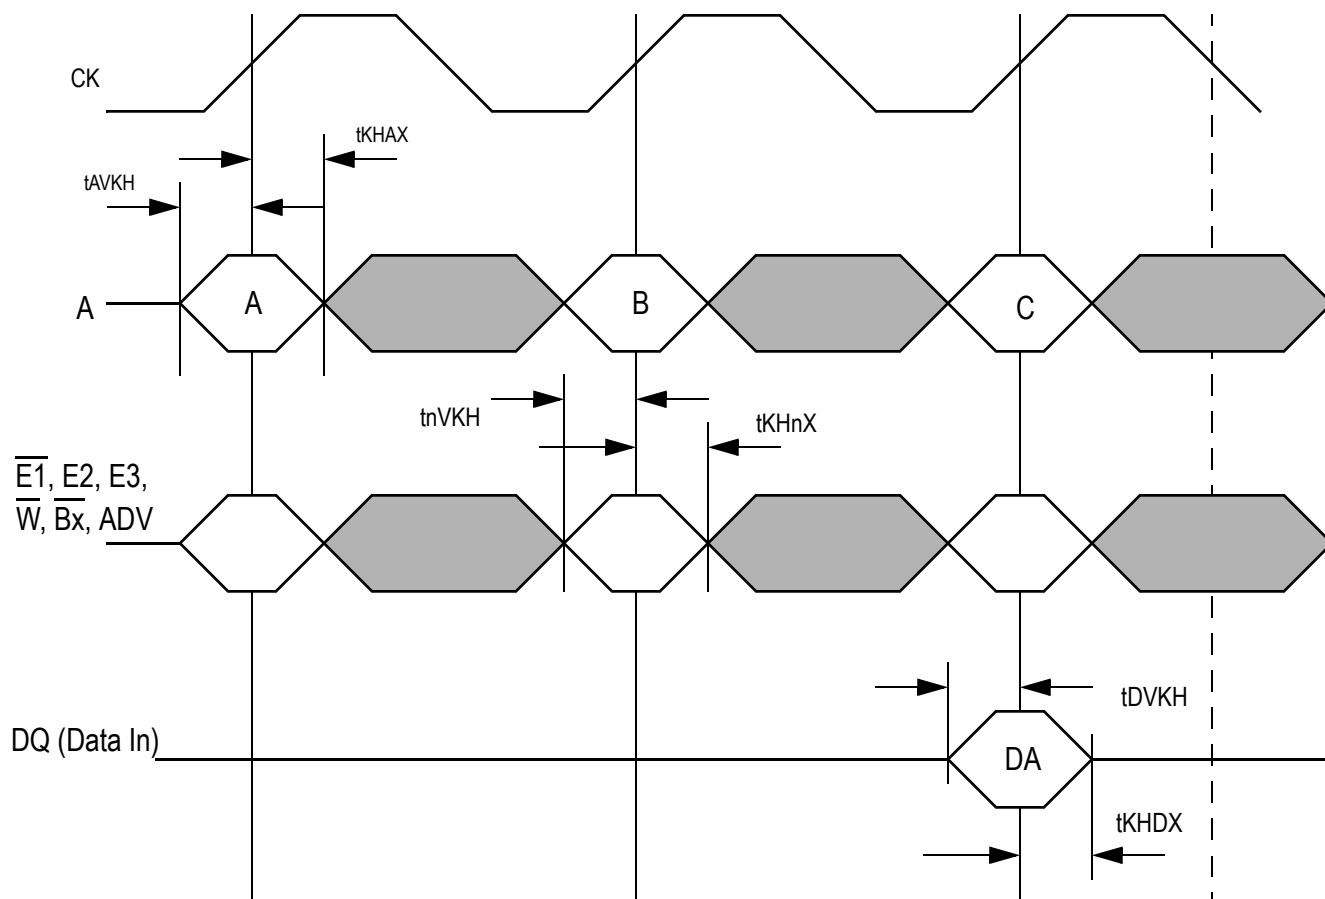 CK
tKHAX
tAVKH
A
A
B
C
tnVKH
tKHnX
E1, E2, E3,
W, Bx, ADV
tDVKH
DQ (Data In)
DA
tKHDX